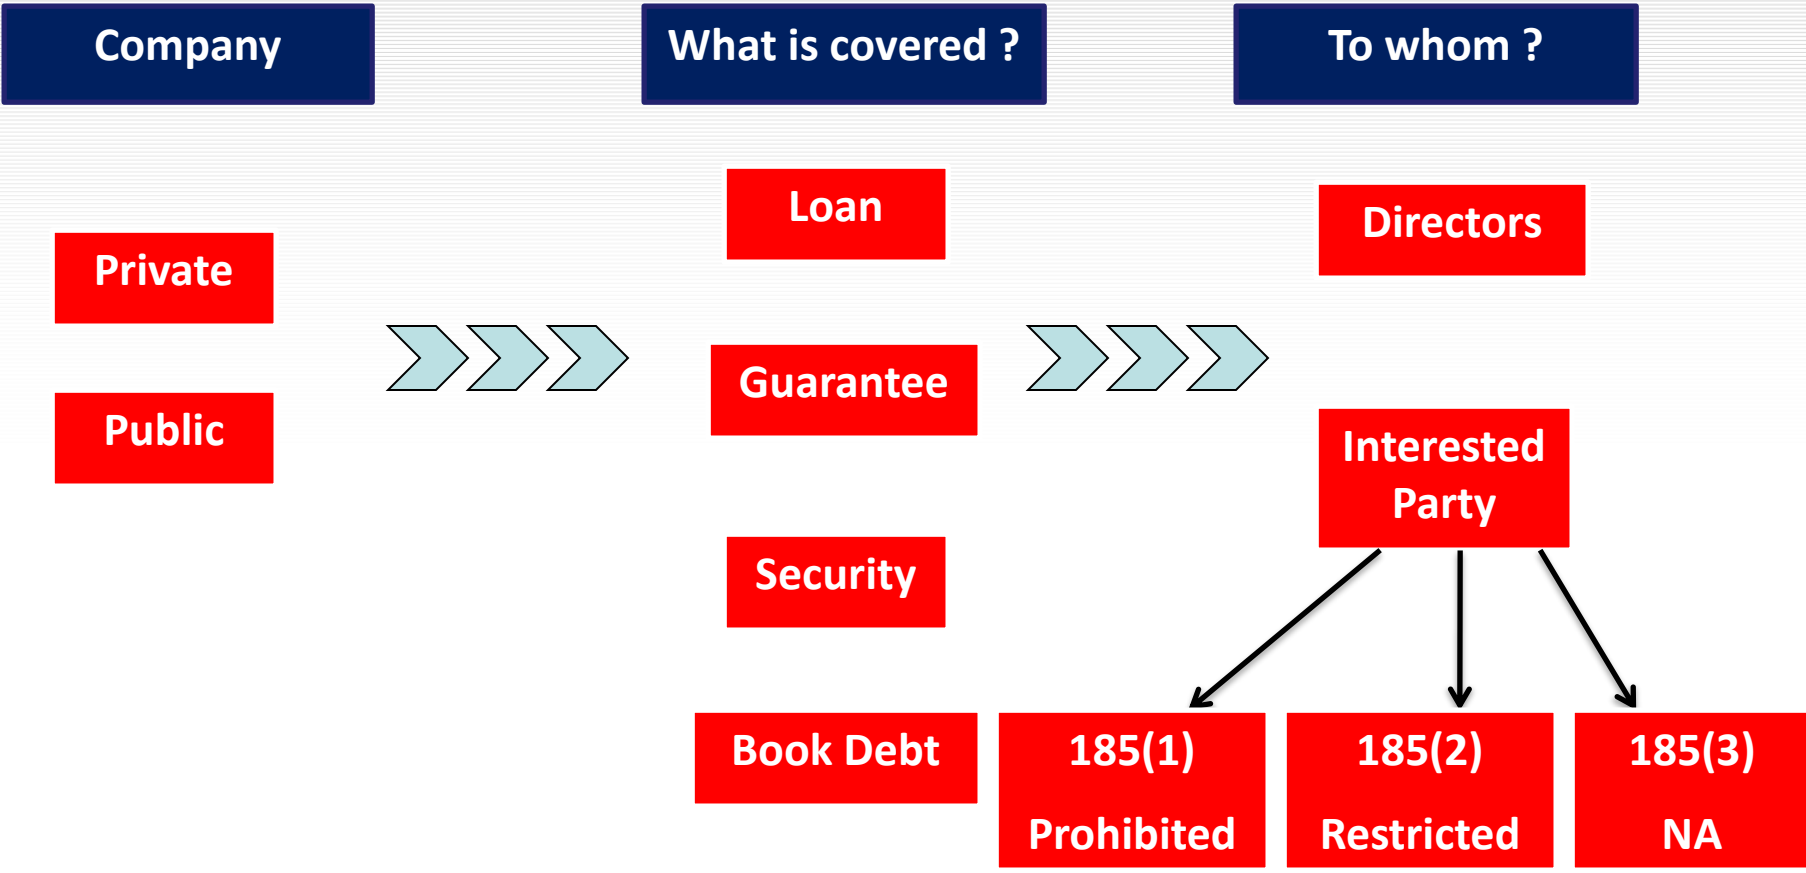 Company
What is covered ?
To whom ?
Private
Public
Loan
Guarantee
Security
Book Debt
Directors
Interested
Party
185(1)
Prohibited
185(2)
Restricted
185(3)
NA